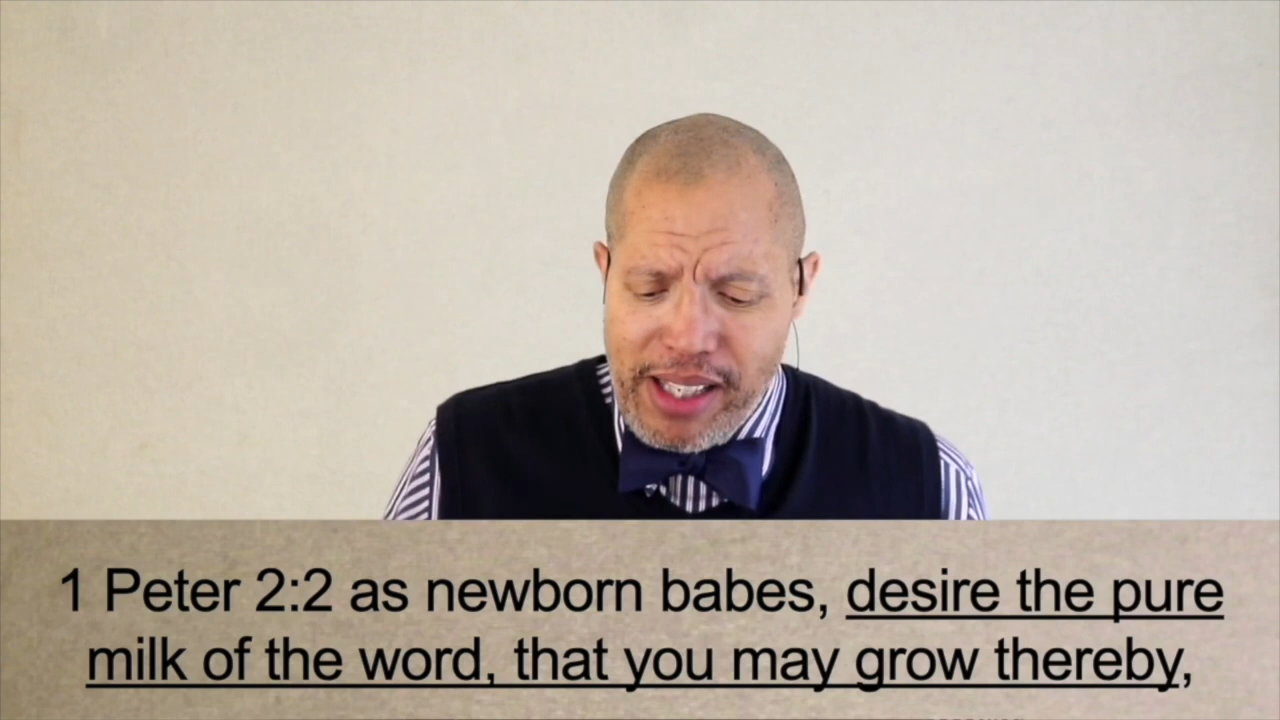 1 Peter 2:2 as newborn babes, desire the pure
milk of the word, that you may grow thereby,